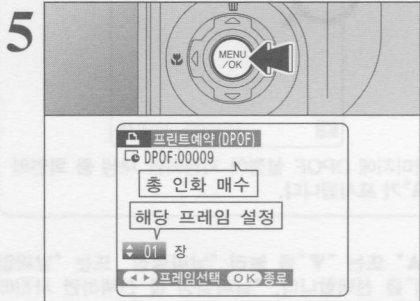 5
MENU
/OK
프린트예약 (DPOF)
DPOF:00009
총 인화 매수
해당 프레임 설정
01 장
프레임선택 OK 종료